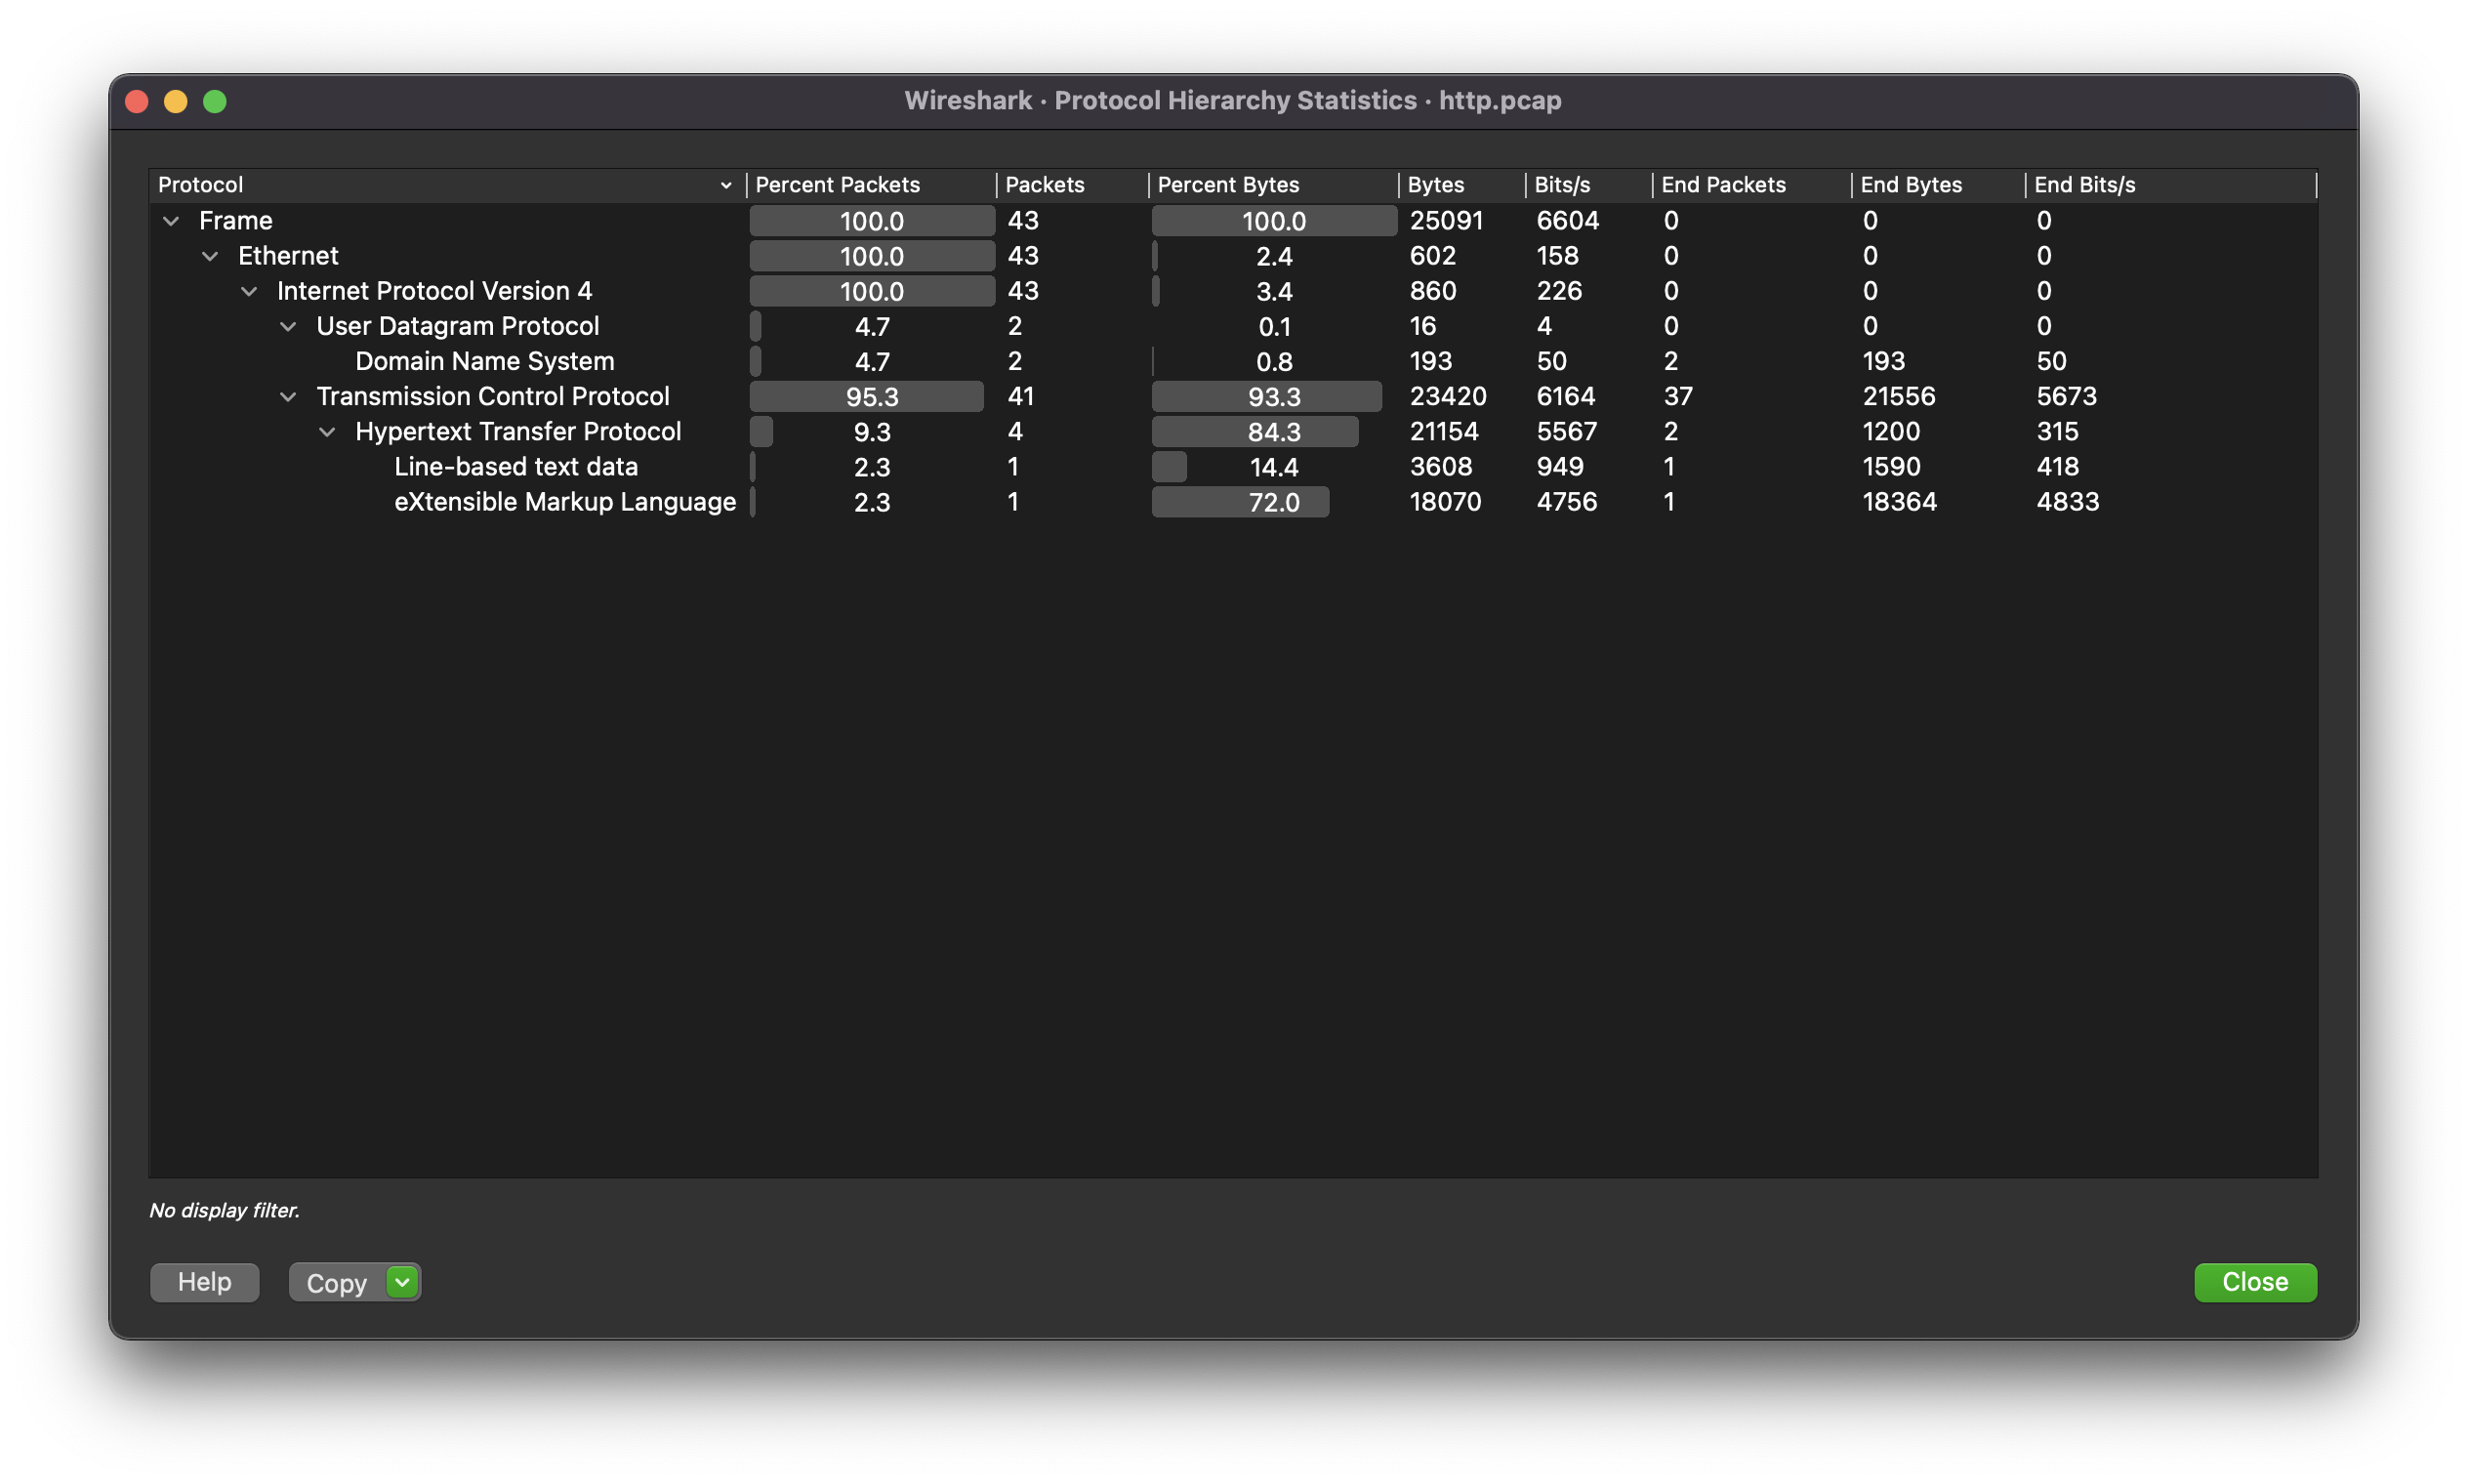 Wireshark · Protocol Hierarchy Statistics · http.pcap
Protocol Percent Packets Packets Percent Bytes Bytes Bits/s End Packets End Bytes End Bits/s
Frame 100.0 43 100.0 25091 6604 0 0 0
Ethernet 100.0 43 2.4 602 158 0 0 0
Internet Protocol Version 4 100.0 43 3.4 860 226 0 0 0
User Datagram Protocol 4.7 2 0.1 16 4 0 0 0
Domain Name System 4.7 2 0.8 193 50 2 193 50
Transmission Control Protocol 95.3 41 93.3 23420 6164 37 21556 5673
Hypertext Transfer Protocol 9.3 4 84.3 21154 5567 2 1200 315
Line-based text data 2.3 1 14.4 3608 949 1 1590 418
eXtensible Markup Language 2.3 1 72.0 18070 4756 1 18364 4833
No display filter.
Help Copy Close